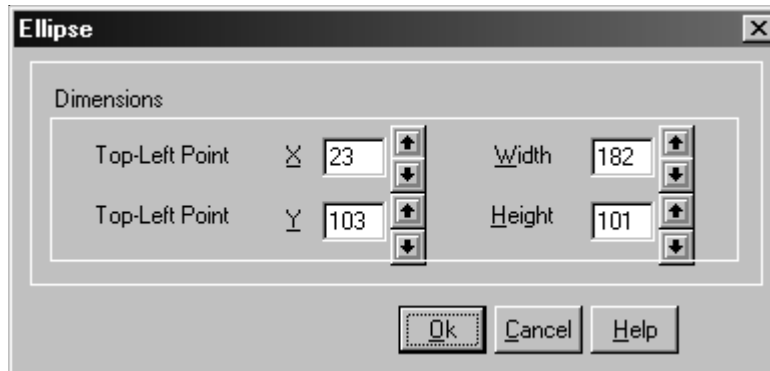 Ellipse
Dimensions
Top-Left Point X 23 Width 182
Top-Left Point Y 103 Height 101
Ok Cancel Help